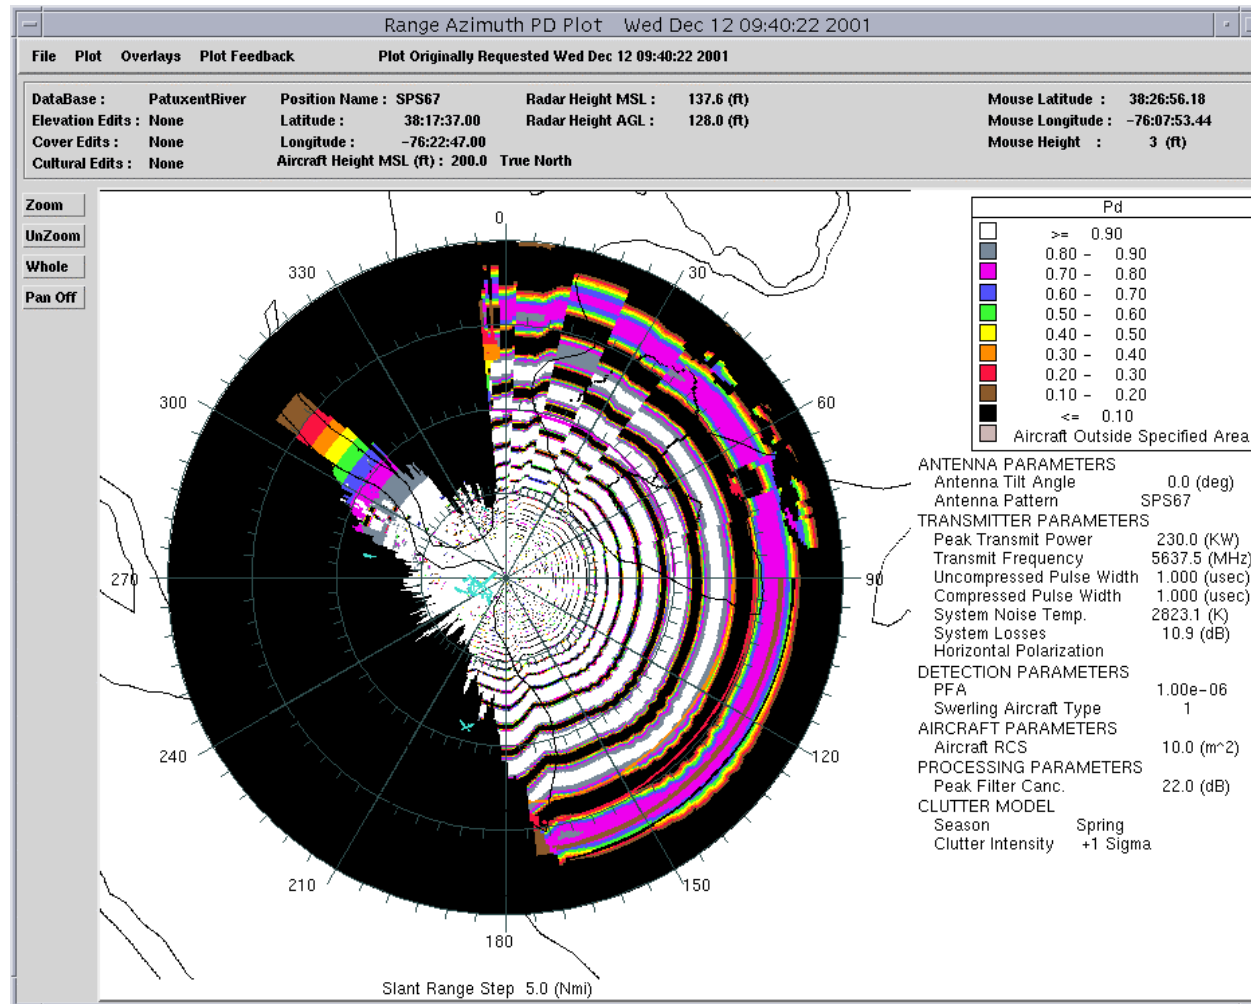 Range Azimuth PD Plot Wed Dec 12 09:40:22 2001
File Plot Overlays Plot Feedback Plot Originally Requested Wed Dec 12 09:40:22 2001
DataBase : PatuxentRiver Position Name : SPS67 Radar Height MSL : 137.6 (ft) Mouse Latitude : 38:26:56.18
Elevation Edits : None Latitude : 38:17:37.00 Radar Height AGL : 128.0 (ft) Mouse Longitude : -76:07:53.44
Cover Edits : None Longitude : -76:22:47.00 Mouse Height : 3 (ft)
Cultural Edits : None Aircraft Height MSL (ft) : 200.0 True North
Zoom
UnZoom
Whole
Pan Off
0
30
60
90
120
150
180
210
240
270
300
330
Slant Range Step 5.0 (Nmi)
Pd
>= 0.90
0.80 - 0.90
0.70 - 0.80
0.60 - 0.70
0.50 - 0.60
0.40 - 0.50
0.30 - 0.40
0.20 - 0.30
0.10 - 0.20
<= 0.10
Aircraft Outside Specified Area
ANTENNA PARAMETERS
Antenna Tilt Angle 0.0 (deg)
Antenna Pattern SPS67
TRANSMITTER PARAMETERS
Peak Transmit Power 230.0 (KW)
Transmit Frequency 5637.5 (MHz)
Uncompressed Pulse Width 1.000 (usec)
Compressed Pulse Width 1.000 (usec)
System Noise Temp. 2823.1 (K)
System Losses 10.9 (dB)
Horizontal Polarization
DETECTION PARAMETERS
PFA 1.00e-06
Swerling Aircraft Type 1
AIRCRAFT PARAMETERS
Aircraft RCS 10.0 (m^2)
PROCESSING PARAMETERS
Peak Filter Canc. 22.0 (dB)
CLUTTER MODEL
Season Spring
Clutter Intensity +1 Sigma